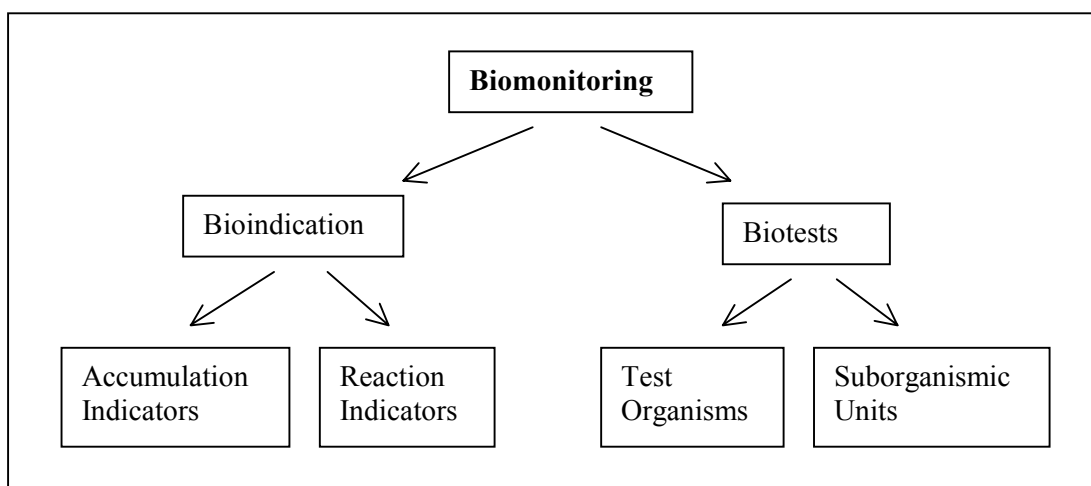 Biomonitoring
Bioindication
Biotests
Accumulation
Indicators
Reaction
Indicators
Test
Organisms
Suborganismic
Units